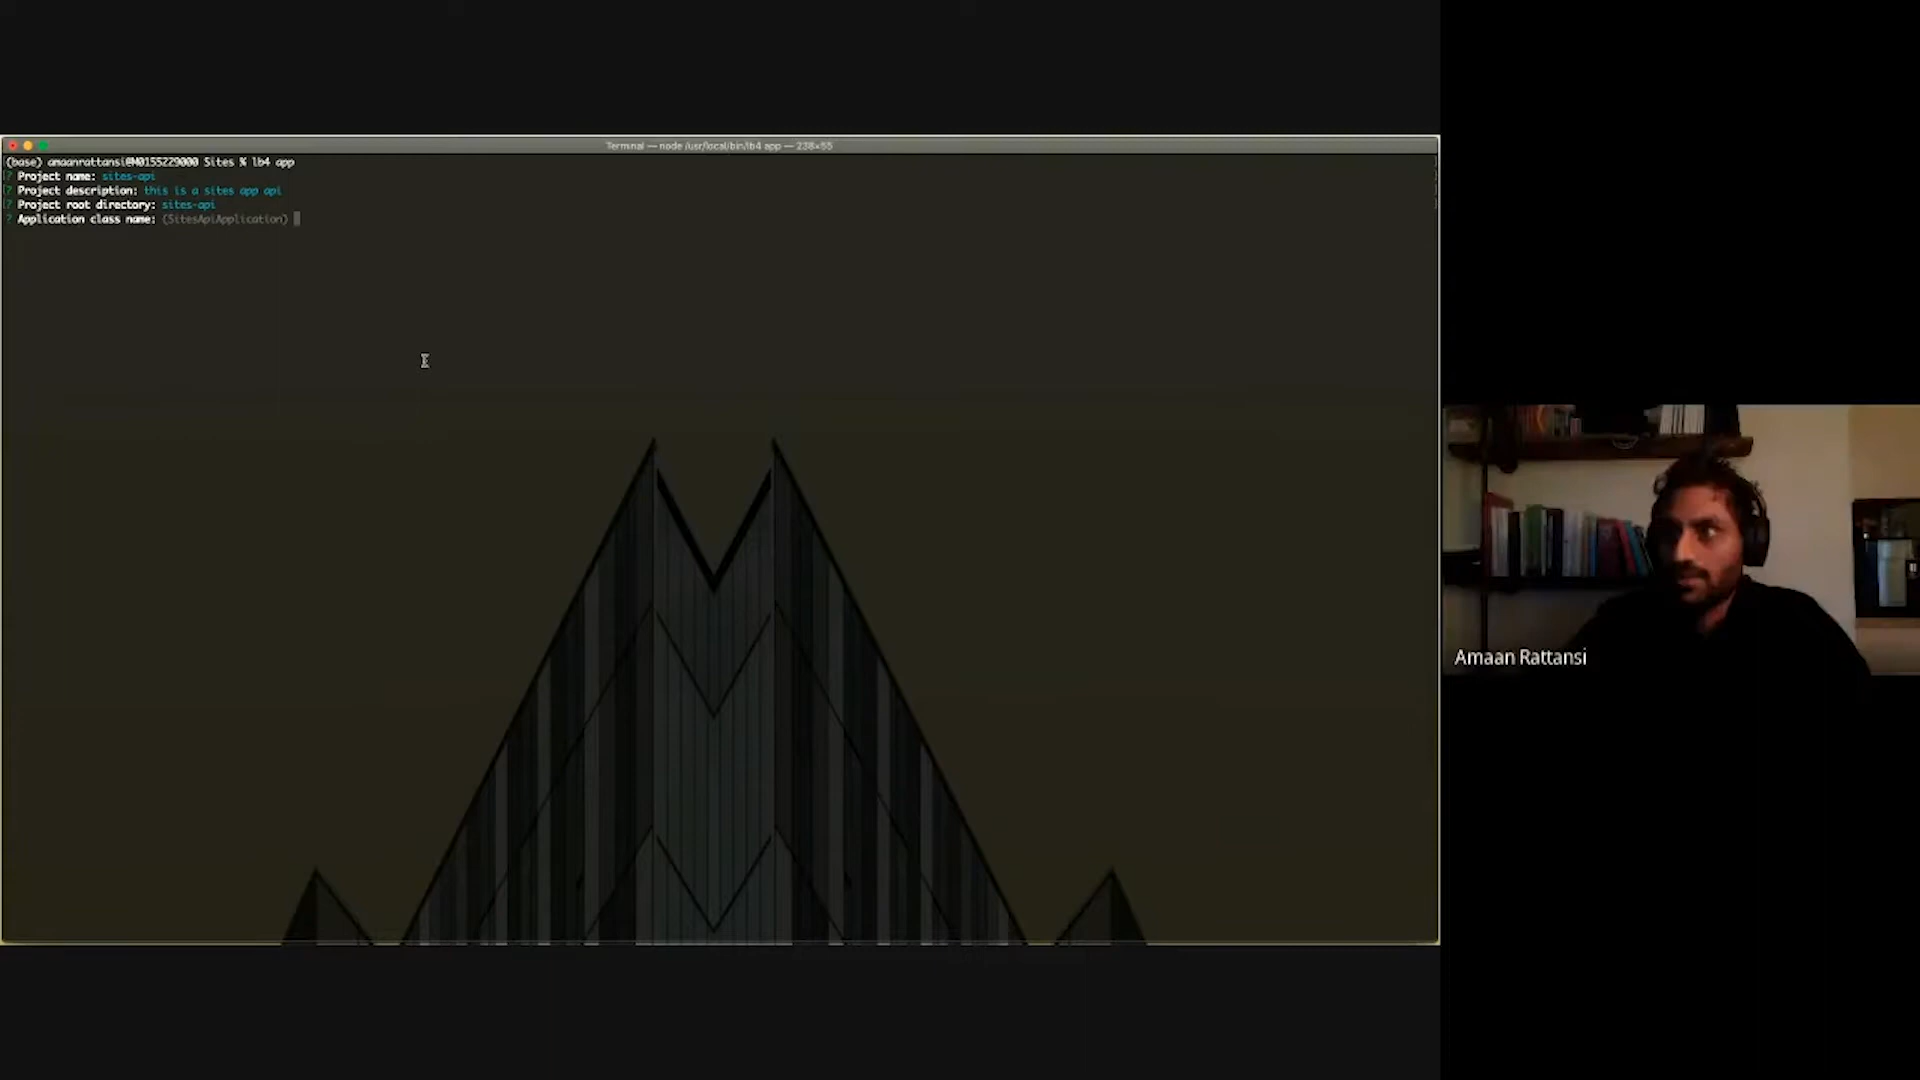 Terminal — node /usr/local/bin/lb4 app — 238×55
(base) amaanrattansi@M0155229000 Sites % lb4 app
[? Project name: sites-api
[? Project description: this is a sites app api
[? Project root directory: sites-api
? Application class name: (SitesApiApplication)
Amaan Rattansi